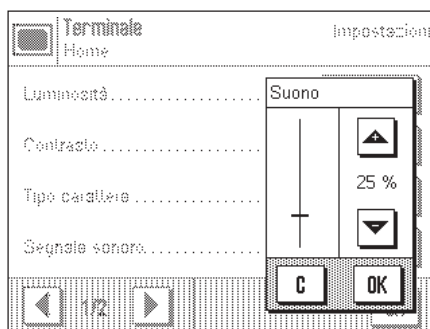 Terminale
Home
Impostazioni
Luminosità
Contrasto
Tipo carattere
Segnale sonoro
1/2
Suono
25 %
C
OK